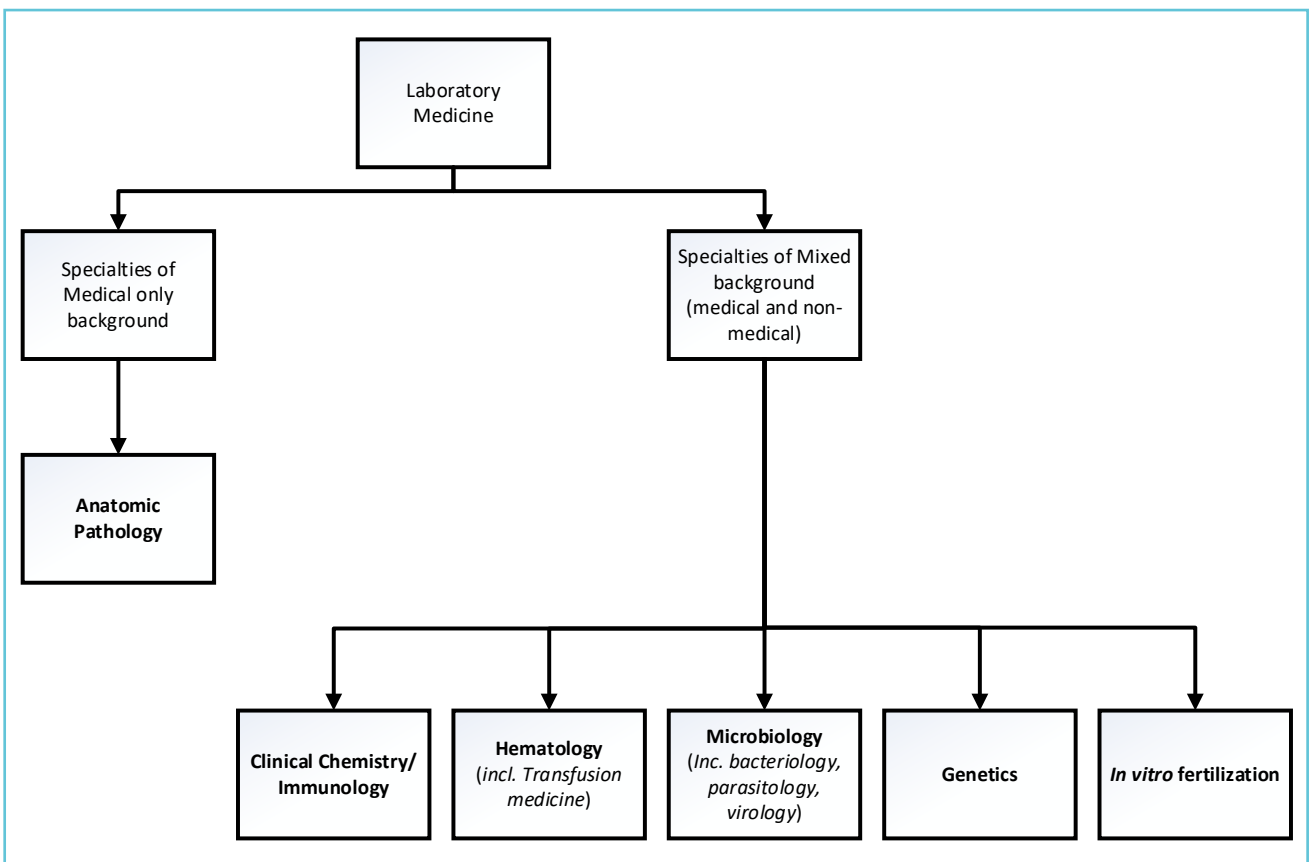 Laboratory
Medicine
Specialties of
Medical only
background
Specialties of Mixed
background
(medical and non-
medical)
Anatomic
Pathology
Clinical Chemistry/
Immunology
Hematology
(incl. Transfusion
medicine)
Microbiology
(Inc. bacteriology,
parasitology,
virology)
Genetics
In vitro fertilization